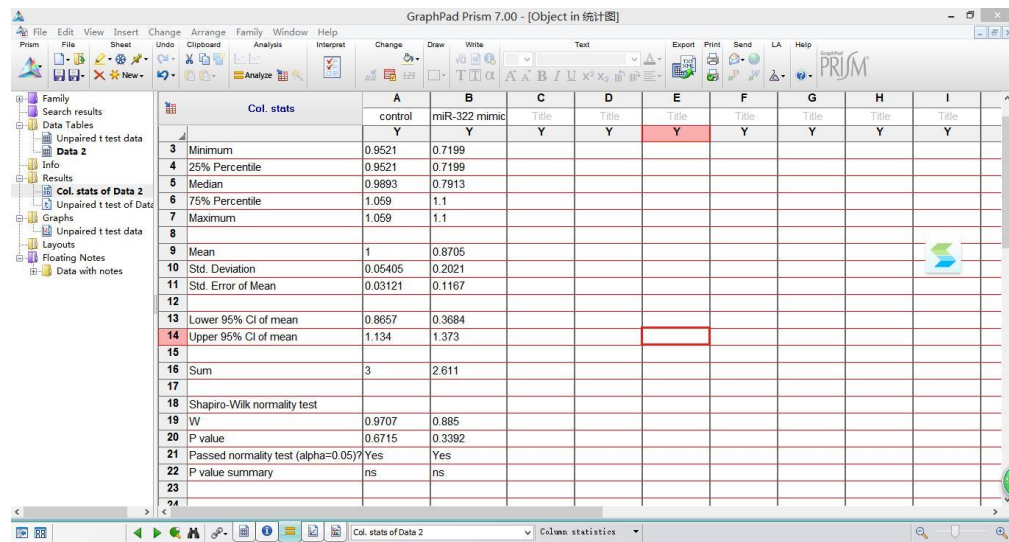 GraphPad Prism 7.00 - [Object in 统计图]
File Edit View Insert Change Arrange Family Window Help
Prism File Sheet Undo Clipboard Analysis Interpret Change Draw Write Text Export Print Send LA Help
New Analyze GraphPad PRISM
Family
Search results
Data Tables
Unpaired t test data
Data 2
Info
Results
Col. stats of Data 2
Unpaired t test of Data
Graphs
Unpaired t test data
Layouts
Floating Notes
Data with notes
Col. stats A B C D E F G H I
control miR-322 mimic Title Title Title Title Title Title Title
Y Y Y Y Y Y Y Y Y
3 Minimum 0.9521 0.7199
4 25% Percentile 0.9521 0.7199
5 Median 0.9893 0.7913
6 75% Percentile 1.059 1.1
7 Maximum 1.059 1.1
8
9 Mean 1 0.8705
10 Std. Deviation 0.05405 0.2021
11 Std. Error of Mean 0.03121 0.1167
12
13 Lower 95% CI of mean 0.8657 0.3684
14 Upper 95% CI of mean 1.134 1.373
15
16 Sum 3 2.611
17
18 Shapiro-Wilk normality test
19 W 0.9707 0.885
20 P value 0.6715 0.3392
21 Passed normality test (alpha=0.05)? Yes Yes
22 P value summary ns ns
23
24
Col. stats of Data 2 Column statistics